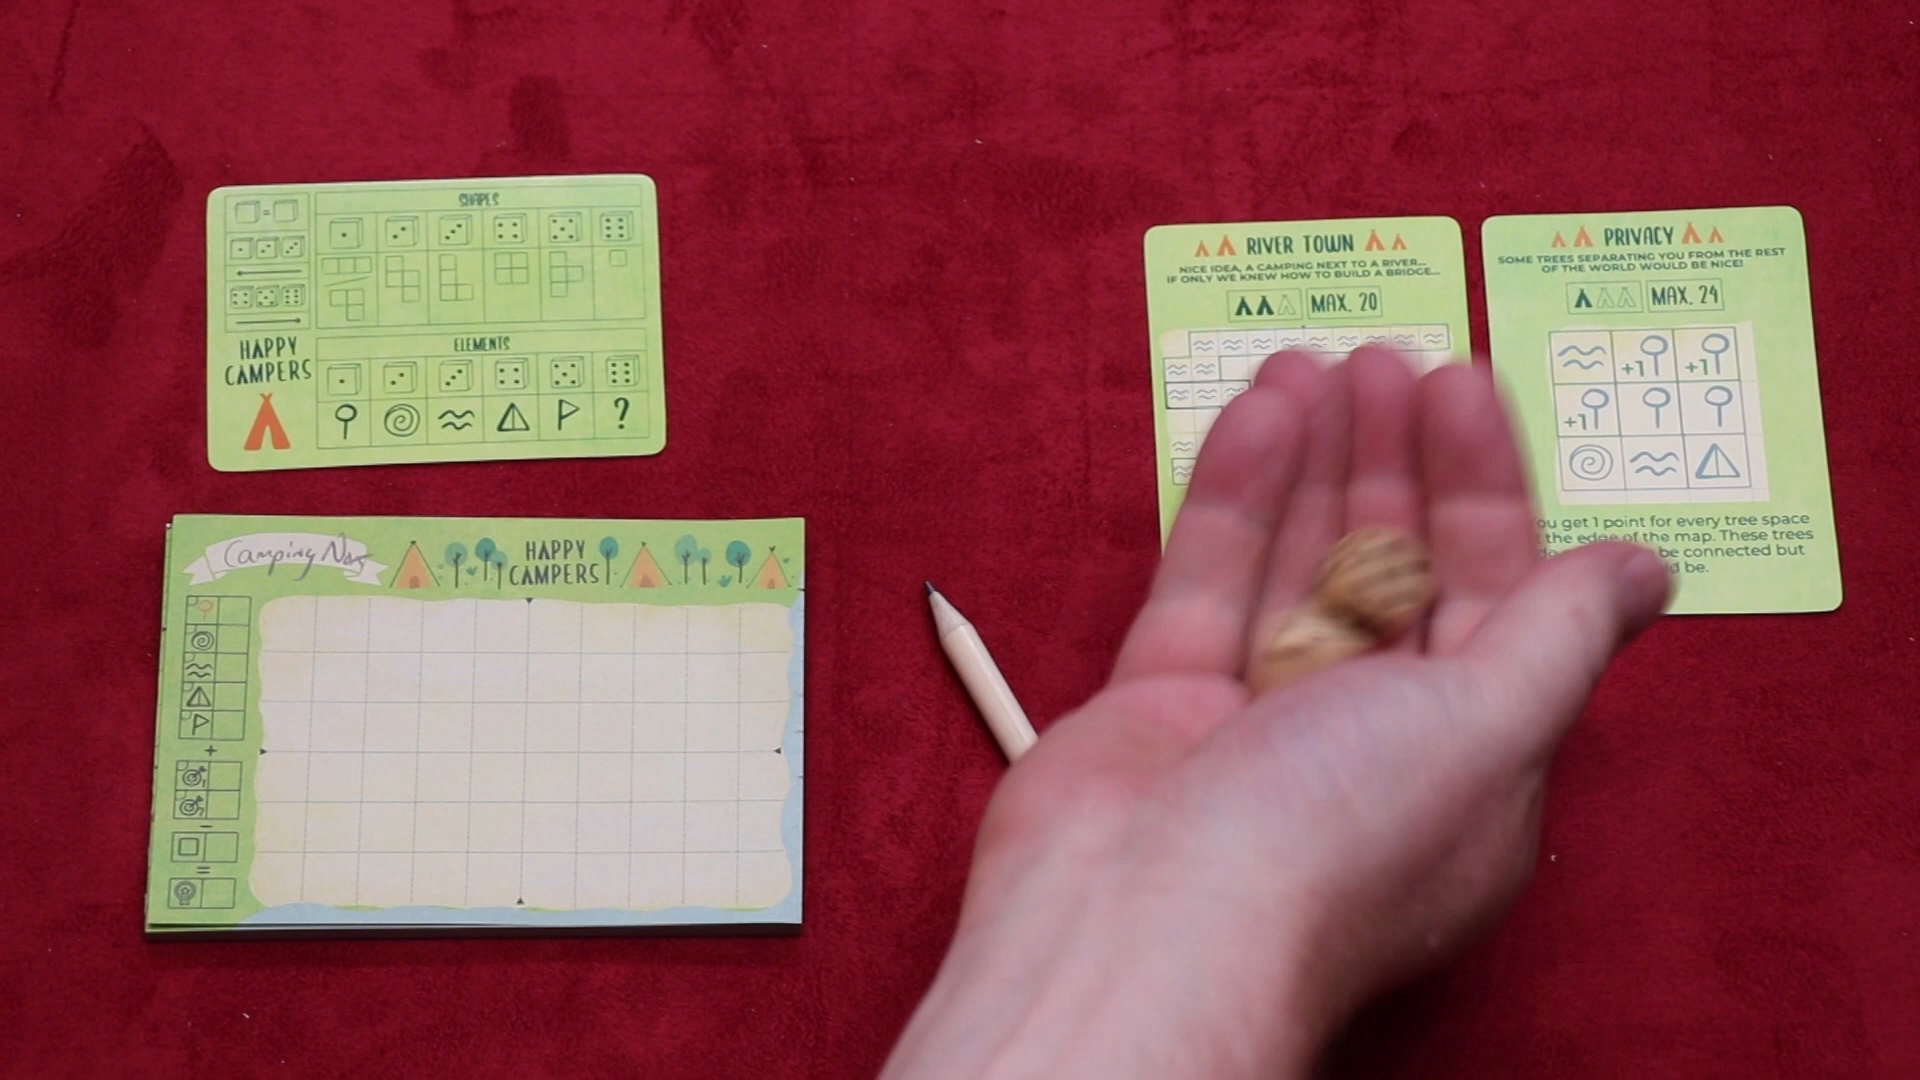 SHAPES
ELEMENTS
HAPPY
CAMPERS
?
Camping
HAPPY
CAMPERS
RIVER TOWN
NICE IDEA, A CAMPING NEXT TO A RIVER...
IF ONLY WE KNEW HOW TO BUILD A BRIDGE...
MAX. 20
PRIVACY
SOME TREES SEPARATING YOU FROM THE REST
OF THE WORLD WOULD BE NICE!
MAX. 24
+1 +1
+1
get 1 point for every tree space
the edge of the map. These trees
be connected but
be.